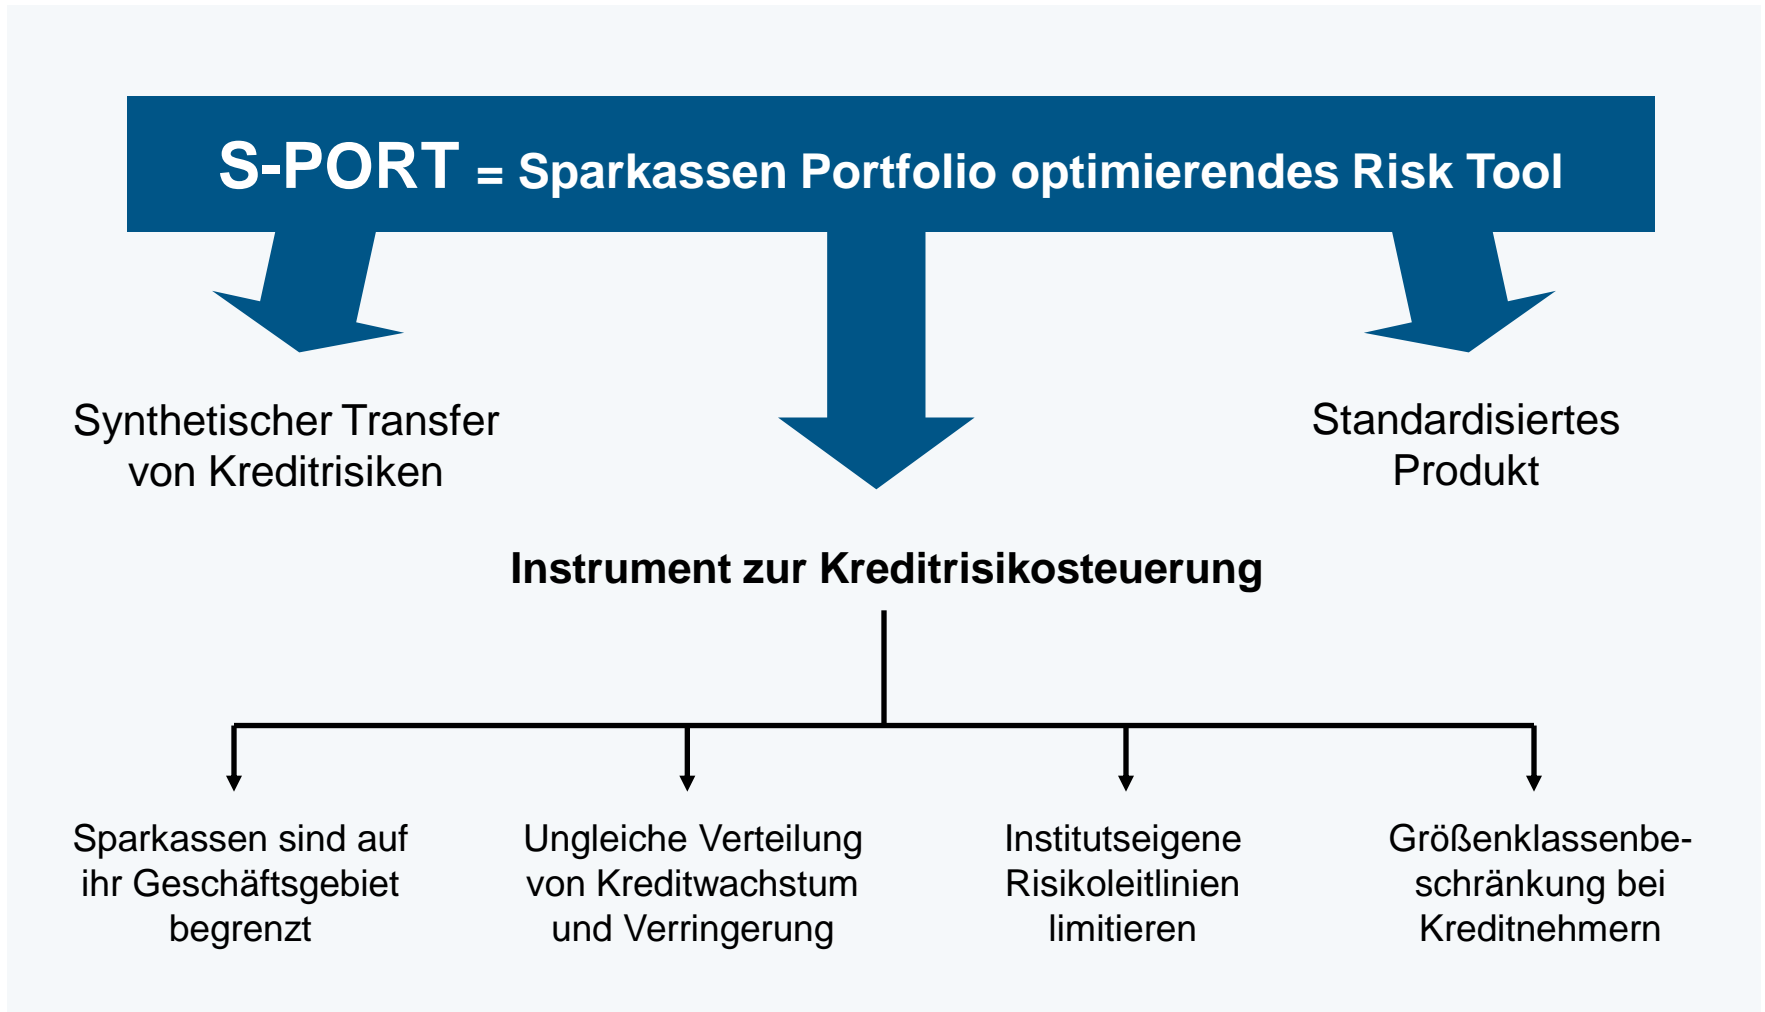 S-PORT = Sparkassen Portfolio optimierendes Risk Tool
Synthetischer Transfer
von Kreditrisiken
Standardisiertes
Produkt
Instrument zur Kreditrisikosteuerung
Sparkassen sind auf
ihr Geschäftsgebiet
begrenzt
Ungleiche Verteilung
von Kreditwachstum
und Verringerung
Institutseigene
Risikoleitlinien
limitieren
Größenklassenbe-
schränkung bei
Kreditnehmern